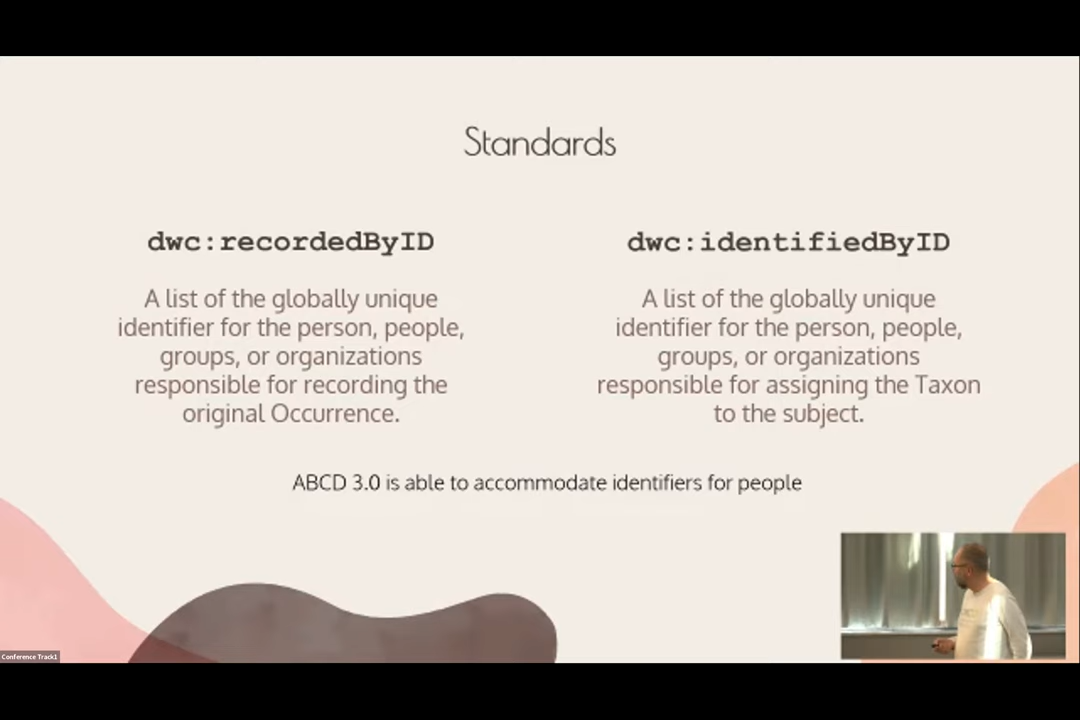 Standards
dwc:recordedByID
A list of the globally unique
identifier for the person, people,
groups, or organizations
responsible for recording the
original Occurrence.
dwc:identifiedByID
A list of the globally unique
identifier for the person, people,
groups, or organizations
responsible for assigning the Taxon
to the subject.
ABCD 3.0 is able to accommodate identifiers for people
Conference Track1